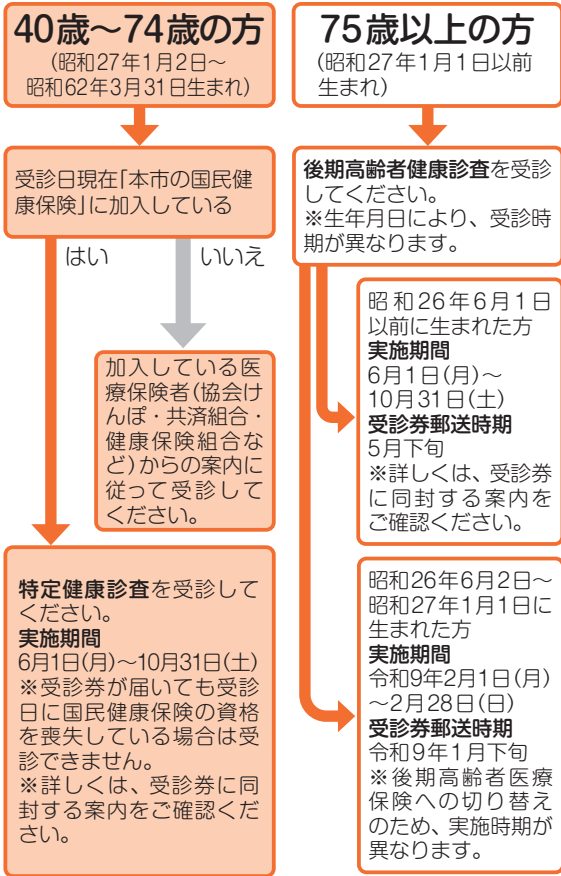 40歳～74歳の方
(昭和27年1月2日～
昭和62年3月31日生まれ)
受診日現在「本市の国民健
康保険」に加入している
はい
いいえ
加入している医
療保険者(協会け
んぽ・共済組合・
健康保険組合な
ど)からの案内に
従って受診して
ください。
特定健康診査を受診して
ください。
実施期間
6月1日(月)～10月31日(土)
※受診券が届いても受診
日に国民健康保険の資格
を喪失している場合は受
診できません。
※詳しくは、受診券に同
封する案内をご確認くだ
さい。
75歳以上の方
(昭和27年1月1日以前
生まれ)
後期高齢者健康診査を受診
してください。
※生年月日により、受診時
期が異なります。
昭和26年6月1日
以前に生まれた方
実施期間
6月1日(月)～
10月31日(土)
受診券郵送時期
5月下旬
※詳しくは、受診券
に同封する案内を
ご確認ください。
昭和26年6月2日～
昭和27年1月1日に
生まれた方
実施期間
令和9年2月1日(月)
～2月28日(日)
受診券郵送時期
令和9年1月下旬
※後期高齢者医療
保険への切り替え
のため、実施時期が
異なります。